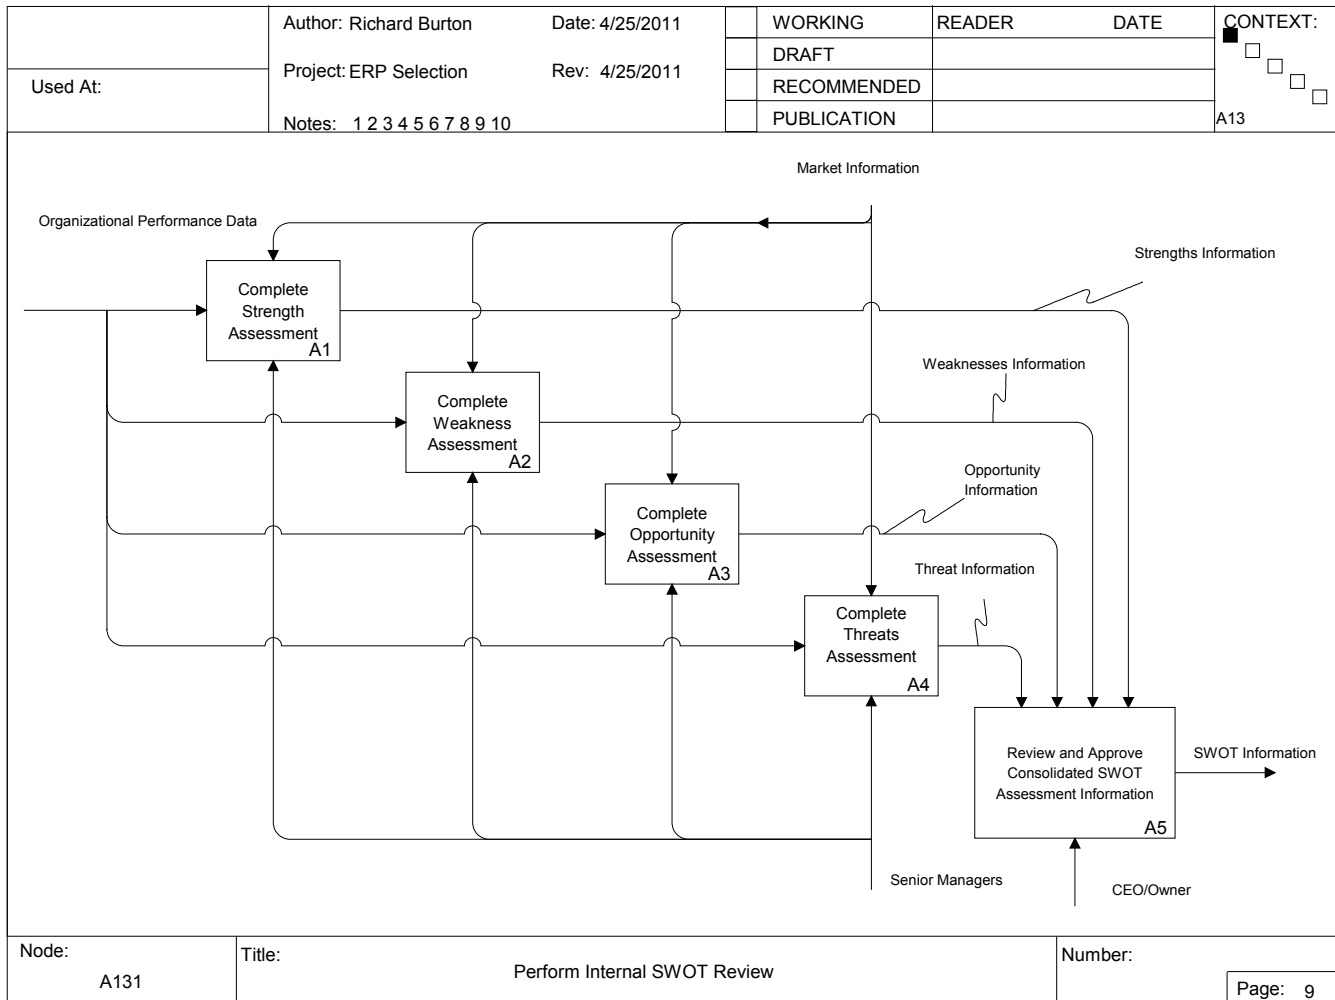 Used At:
Author: Richard Burton Date: 4/25/2011
Project: ERP Selection Rev: 4/25/2011
Notes: 1 2 3 4 5 6 7 8 9 10
WORKING READER DATE
DRAFT
RECOMMENDED
PUBLICATION
CONTEXT:
A13
Market Information
Organizational Performance Data
Strengths Information
Complete
Strength
Assessment
A1
Weaknesses Information
Complete
Weakness
Assessment
A2
Opportunity
Information
Complete
Opportunity
Assessment
A3
Threat Information
Complete
Threats
Assessment
A4
Review and Approve
Consolidated SWOT
Assessment Information
A5
SWOT Information
Senior Managers
CEO/Owner
Node:
A131
Title:
Perform Internal SWOT Review
Number:
Page: 9